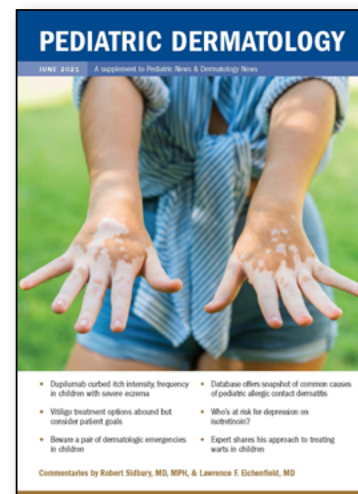 PEDIATRIC DERMATOLOGY
JUNE 2021 A supplement to Pediatric News & Dermatology News
• Dupilumab curbed itch intensity, frequency
in children with severe eczema
• Vitiligo treatment options abound but
consider patient goals
• Beware a pair of dermatologic emergencies
in children
• Database offers snapshot of common causes
of pediatric allergic contact dermatitis
• Who's at risk for depression on
isotretinoin?
• Expert shares his approach to treating
warts in children
Commentaries by Robert Sidbury, MD, MPH, & Lawrence F. Eichenfield, MD